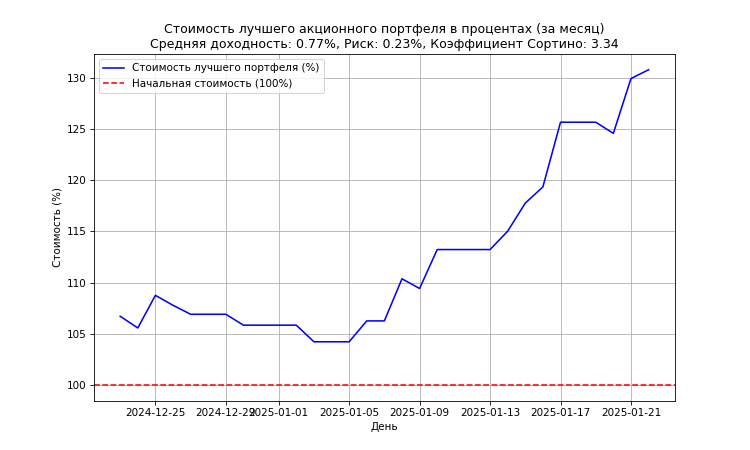 Стоимость лучшего акционного портфеля в процентах (за месяц)
Средняя доходность: 0.77%, Риск: 0.23%, Коэффициент Сортино: 3.34
Стоимость лучшего портфеля (%)
Начальная стоимость (100%)
Стоимость (%)
130
125
120
115
110
105
100
2024-12-25
2024-12-29
2025-01-01
2025-01-05
2025-01-09
2025-01-13
2025-01-17
2025-01-21
День